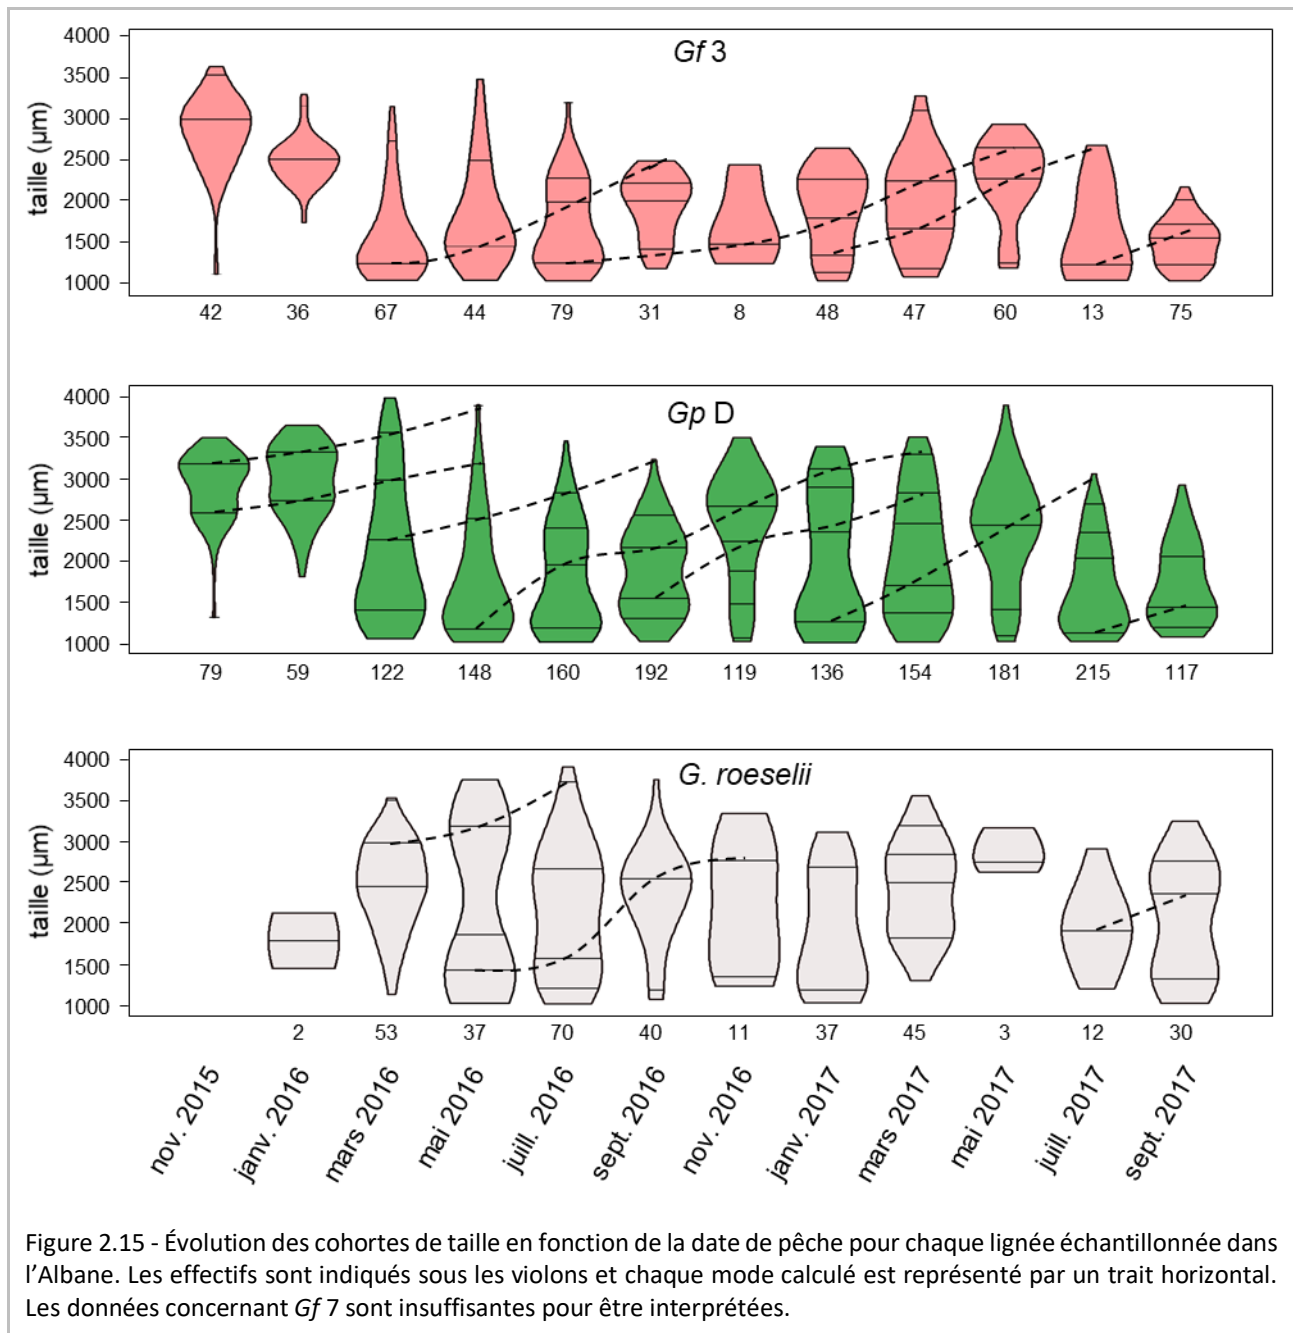 Gf 3
taille (µm)
4000
3500
3000
2500
2000
1500
1000
42 36 67 44 79 31 8 48 47 60 13 75
Gp D
taille (µm)
4000
3500
3000
2500
2000
1500
1000
79 59 122 148 160 192 119 136 154 181 215 117
G. roeselii
taille (µm)
4000
3500
3000
2500
2000
1500
1000
2 53 37 70 40 11 37 45 3 12 30
nov. 2015
janv. 2016
mars 2016
mai 2016
juill. 2016
sept. 2016
nov. 2016
janv. 2017
mars 2017
mai 2017
juill. 2017
sept. 2017
Figure 2.15 - Évolution des cohortes de taille en fonction de la date de pêche pour chaque lignée échantillonnée dans
l’Albane. Les effectifs sont indiqués sous les violons et chaque mode calculé est représenté par un trait horizontal.
Les données concernant Gf 7 sont insuffisantes pour être interprétées.